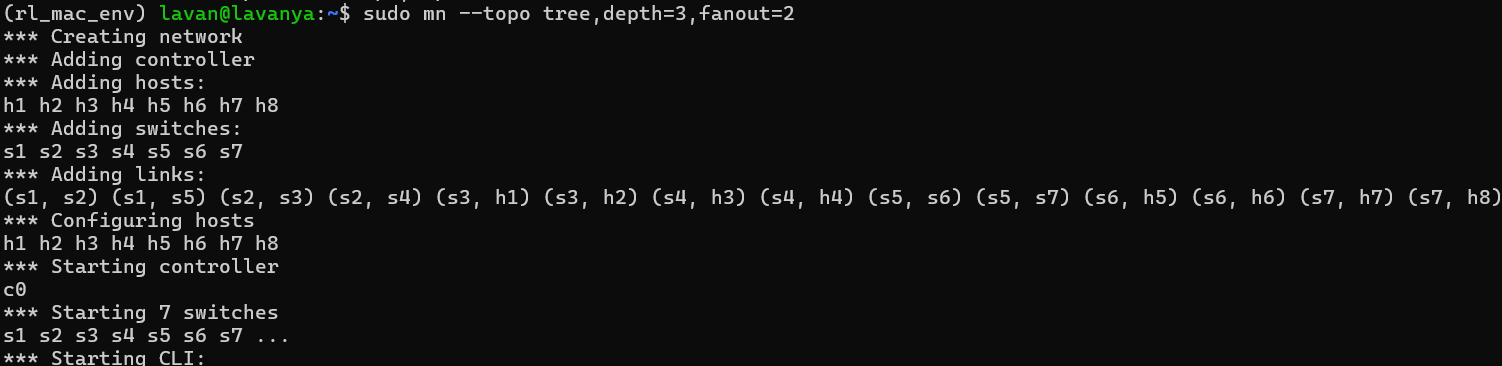 (rl_mac_env) lavan@lavanya:~$ sudo mn --topo tree,depth=3,fanout=2
*** Creating network
*** Adding controller
*** Adding hosts:
h1 h2 h3 h4 h5 h6 h7 h8
*** Adding switches:
s1 s2 s3 s4 s5 s6 s7
*** Adding links:
(s1, s2) (s1, s5) (s2, s3) (s2, s4) (s3, h1) (s3, h2) (s4, h3) (s4, h4) (s5, s6) (s5, s7) (s6, h5) (s6, h6) (s7, h7) (s7, h8)
*** Configuring hosts
h1 h2 h3 h4 h5 h6 h7 h8
*** Starting controller
c0
*** Starting 7 switches
s1 s2 s3 s4 s5 s6 s7 ...
*** Starting CLI: